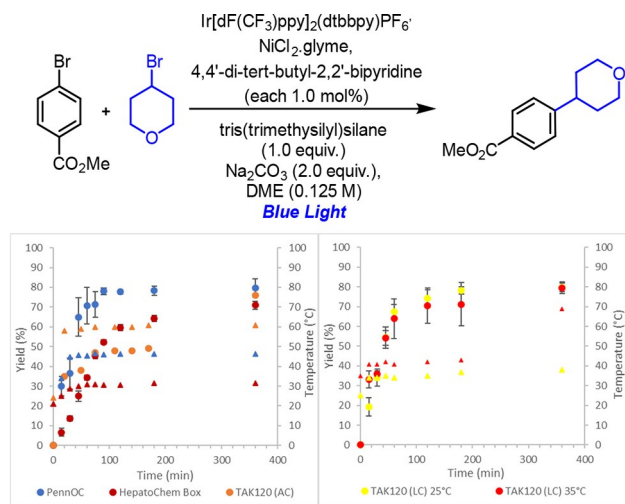 Ir[dF(CF3)ppy]2(dtbbpy)PF6,
NiCl2.glyme,
4,4'-di-tert-butyl-2,2'-bipyridine
(each 1.0 mol%)
tris(trimethylsilyl)silane
(1.0 equiv.),
Na2CO3 (2.0 equiv.),
DME (0.125 M)
Blue Light
Br
CO2Me
+
Br
O
MeO2C
O
Yield (%)
100
90
80
70
60
50
40
30
20
10
0
0 100 200 300 400
Time (min)
100
90
80
70
60
50
40
30
20
10
0
Temperature (°C)
PennOC HepatoChem Box TAK120 (AC)
Yield (%)
100
90
80
70
60
50
40
30
20
10
0
0 100 200 300 400
Time (min)
100
90
80
70
60
50
40
30
20
10
0
Temperature (°C)
TAK120 (LC) 25°C TAK120 (LC) 35°C